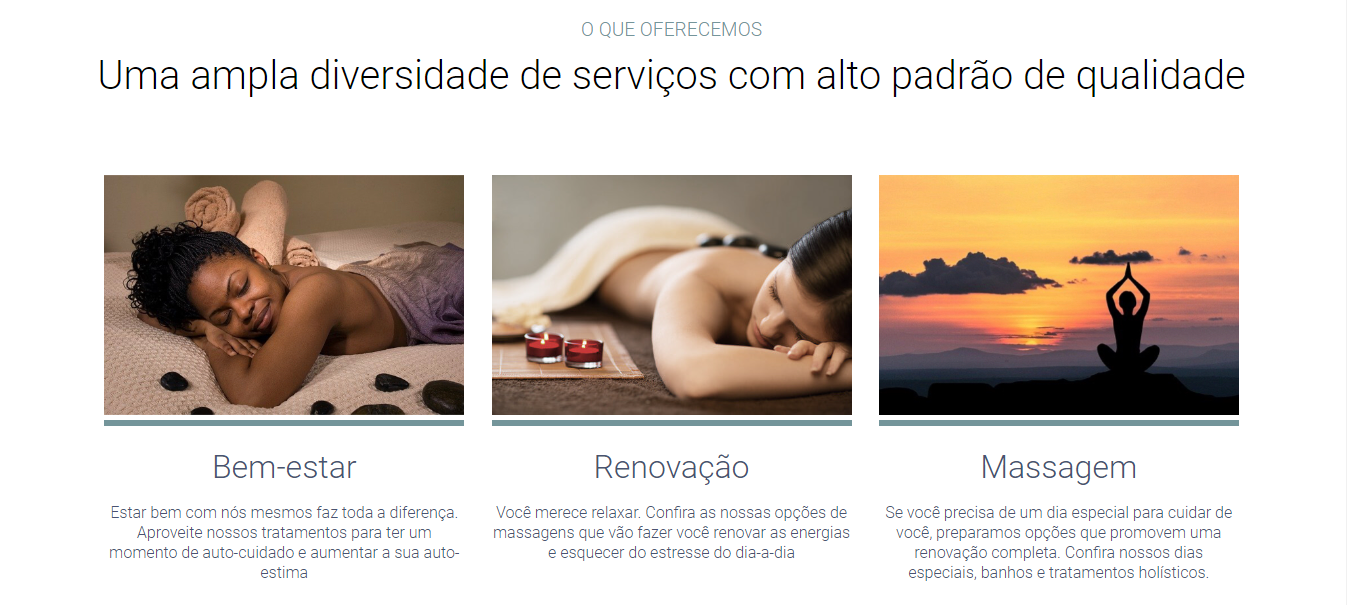 O QUE OFERECEMOS
Uma ampla diversidade de serviços com alto padrão de qualidade
Bem-estar
Estar bem com nós mesmos faz toda a diferença.
Aproveite nossos tratamentos para ter um
momento de auto-cuidado e aumentar a sua auto-
estima
Renovação
Você merece relaxar. Confira as nossas opções de
massagens que vão fazer você renovar as energias
e esquecer do estresse do dia-a-dia
Massagem
Se você precisa de um dia especial para cuidar de
você, preparamos opções que promovem uma
renovação completa. Confira nossos dias
especiais, banhos e tratamentos holísticos.